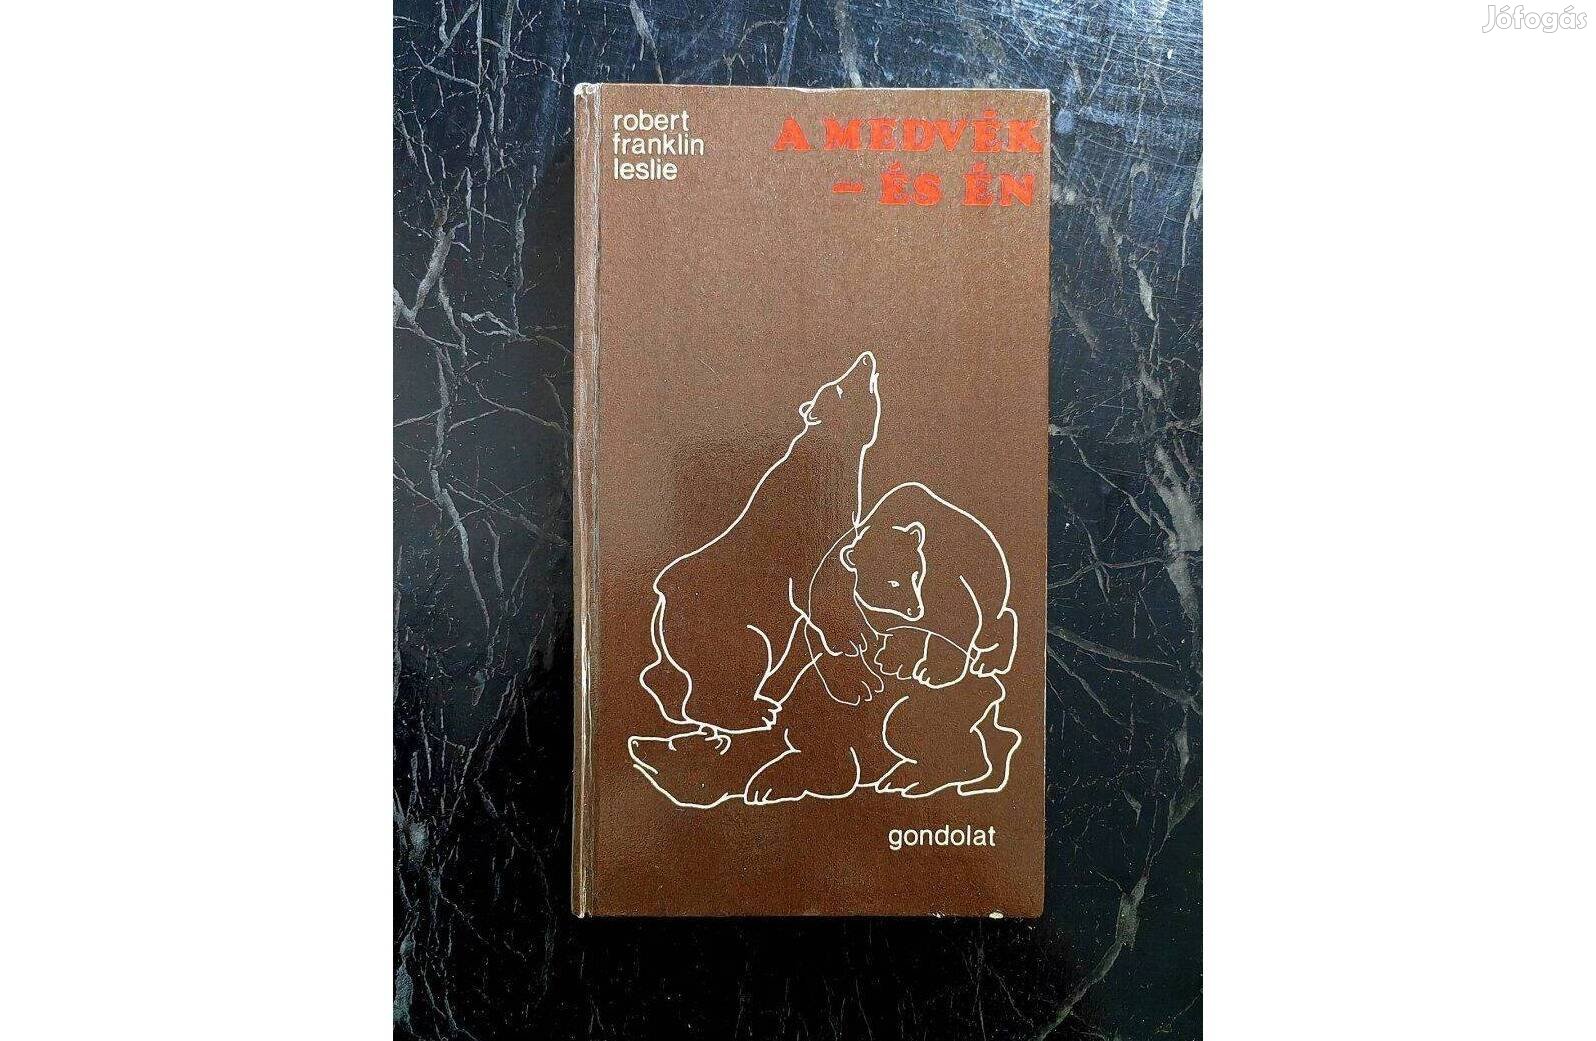 Jófogás
robert
franklin
leslie
A MEDVÉK
– ÉS ÉN
gondolat